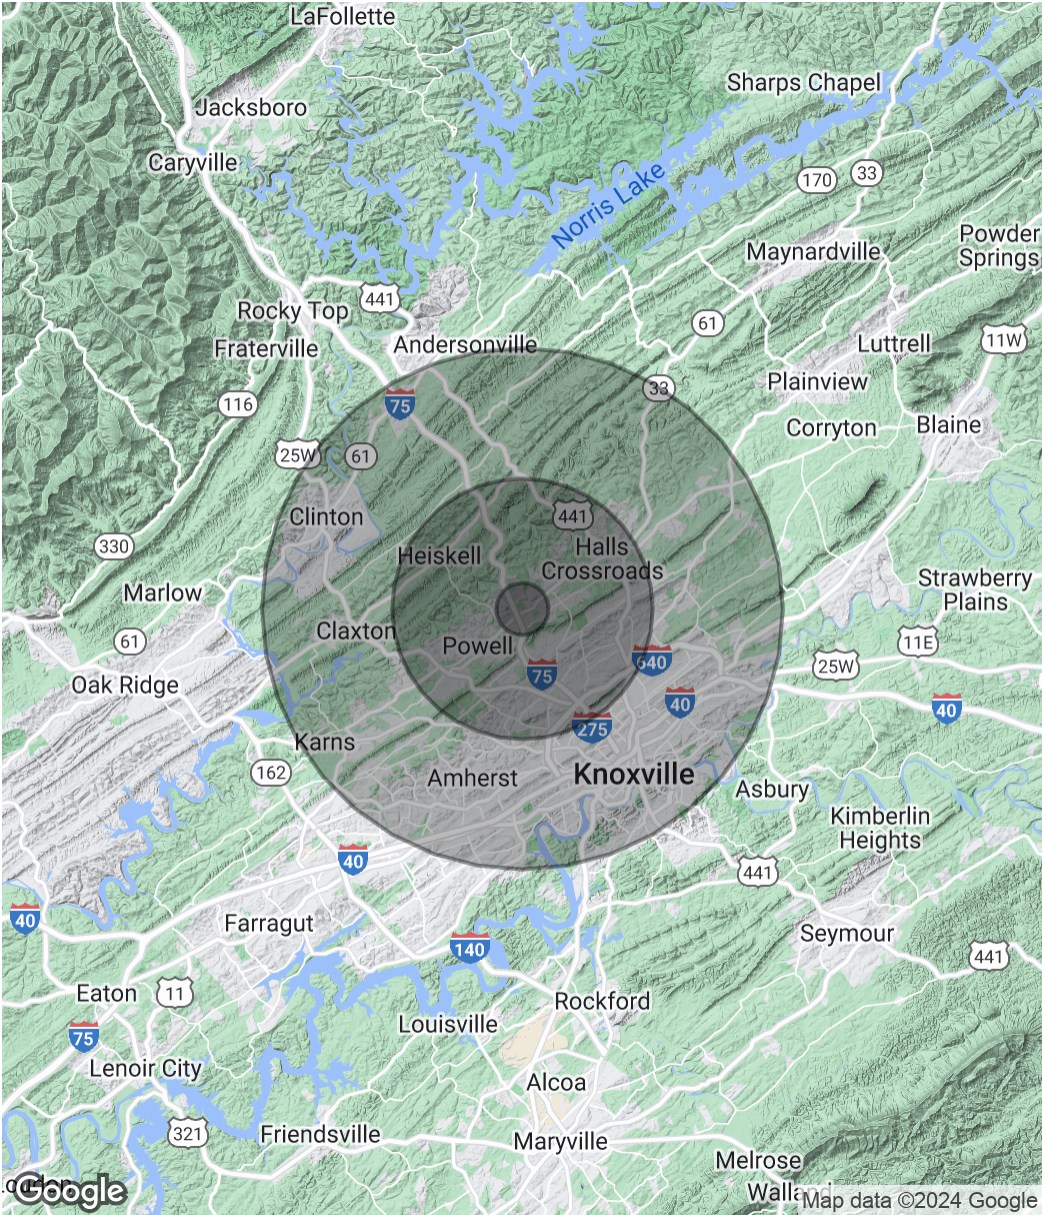 LaFollette
Sharps Chapel
Jacksboro
Caryville
170
33
Norris Lake
Powder
Springs
Maynardville
441
Rocky Top
61
11W
Fraterville
Andersonville
Luttrell
Plainview
33
116
75
Corryton
Blaine
25W
61
Clinton
441
330
Heiskell
Halls
Crossroads
Strawberry
Plains
Marlow
Claxton
61
Powell
11E
640
25W
75
Oak Ridge
40
40
275
Karns
162
Amherst
Knoxville
Asbury
Kimberlin
Heights
40
441
40
Farragut
140
Seymour
441
Eaton
11
Rockford
Louisville
75
Lenoir City
Alcoa
321
Friendsville
Maryville
Melrose
Walland
Loudon
Google
Map data ©2024 Google